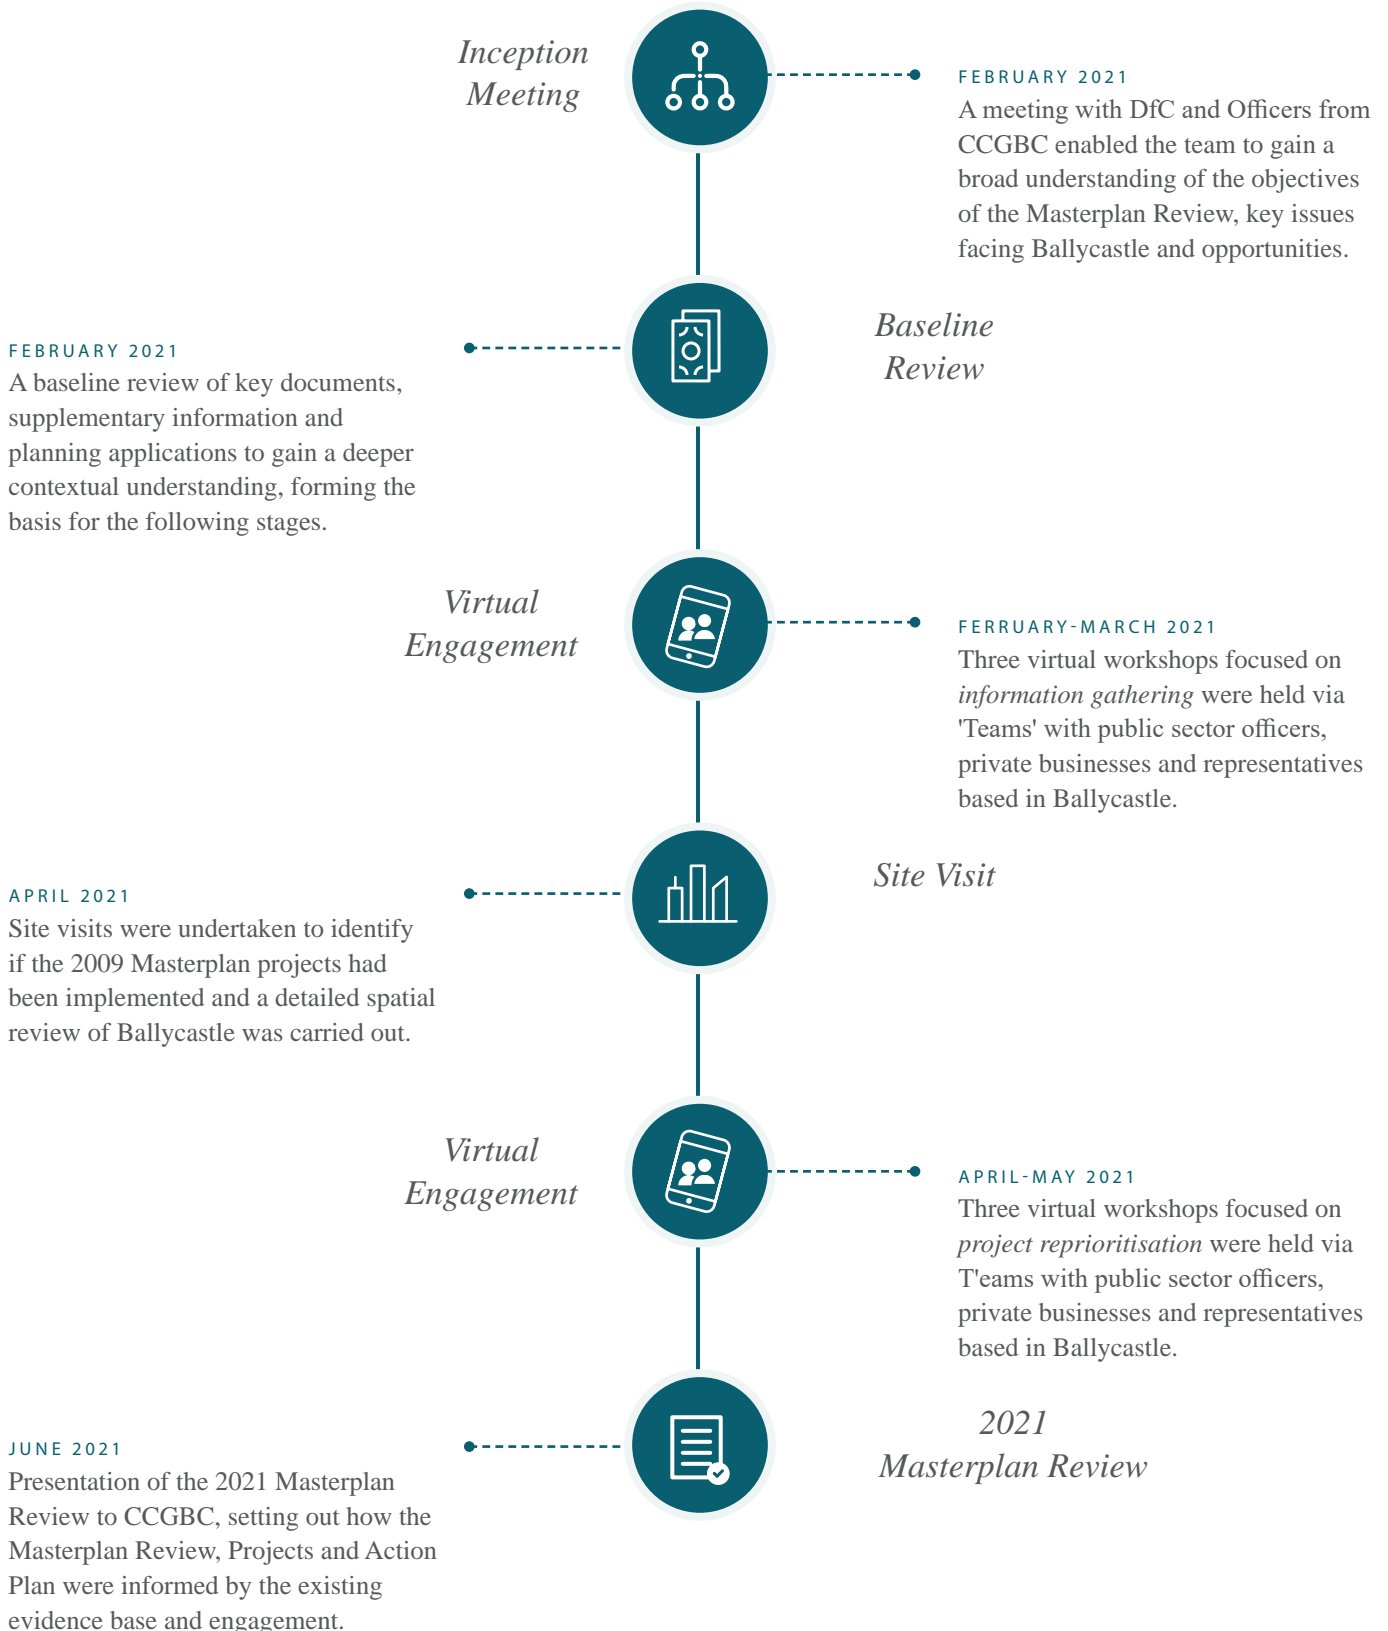 Inception
Meeting
FEBRUARY 2021
A meeting with DfC and Officers from
CCGBC enabled the team to gain a
broad understanding of the objectives
of the Masterplan Review, key issues
facing Ballycastle and opportunities.
Baseline
Review
FEBRUARY 2021
A baseline review of key documents,
supplementary information and
planning applications to gain a deeper
contextual understanding, forming the
basis for the following stages.
Virtual
Engagement
FERRUARY-MARCH 2021
Three virtual workshops focused on
information gathering were held via
'Teams' with public sector officers,
private businesses and representatives
based in Ballycastle.
Site Visit
APRIL 2021
Site visits were undertaken to identify
if the 2009 Masterplan projects had
been implemented and a detailed spatial
review of Ballycastle was carried out.
Virtual
Engagement
APRIL-MAY 2021
Three virtual workshops focused on
project reprioritisation were held via
T'eams with public sector officers,
private businesses and representatives
based in Ballycastle.
2021
Masterplan Review
JUNE 2021
Presentation of the 2021 Masterplan
Review to CCGBC, setting out how the
Masterplan Review, Projects and Action
Plan were informed by the existing
evidence base and engagement.